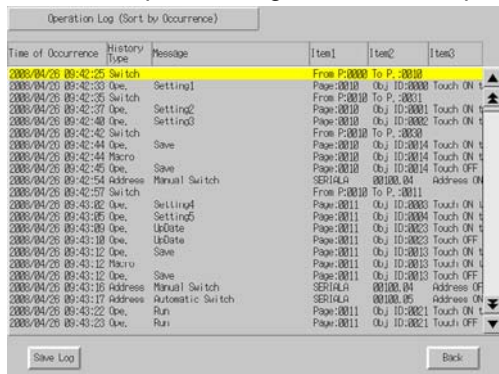 Operation Log (Sort by Occurrence)
Time of Occurrence History Type Message Item1 Item2 Item3
2008/04/26 09:42:25 Switch From P:0000 To P.:0010
2008/04/26 09:42:33 Ope. Setting1 Page:0010 Obj ID:0000 Touch ON t
2008/04/26 09:42:35 Switch From P:0010 To P.:0031
2008/04/26 09:42:37 Ope. Setting2 Page:0010 Obj ID:0001 Touch ON t
2008/04/26 09:42:40 Ope. Setting3 Page:0010 Obj ID:0002 Touch ON t
2008/04/26 09:42:42 Switch From P:0010 To P.:0030
2008/04/26 09:42:44 Ope. Save Page:0010 Obj ID:0014 Touch ON t
2008/04/26 09:42:44 Macro Page:0010 Obj ID:0014 Touch ON t
2008/04/26 09:42:45 Ope. Save Page:0010 Obj ID:0014 Touch OFF
2008/04/26 09:42:54 Address Manual Switch SERIALA 00100.04 Address ON
2008/04/26 09:42:57 Switch From P:0010 To P.:0011
2008/04/26 09:43:02 Ope. Setting4 Page:0011 Obj ID:0003 Touch ON t
2008/04/26 09:43:05 Ope. Setting5 Page:0011 Obj ID:0004 Touch ON t
2008/04/26 09:43:09 Ope. UpDate Page:0011 Obj ID:0023 Touch ON t
2008/04/26 09:43:10 Ope. UpDate Page:0011 Obj ID:0023 Touch OFF
2008/04/26 09:43:12 Ope. Save Page:0011 Obj ID:0013 Touch ON t
2008/04/26 09:43:12 Macro Page:0011 Obj ID:0013 Touch ON t
2008/04/26 09:43:12 Ope. Save Page:0011 Obj ID:0013 Touch OFF
2008/04/26 09:43:16 Address Manual Switch SERIALA 00100.04 Address OF
2008/04/26 09:43:17 Address Automatic Switch SERIALA 00100.05 Address ON
2008/04/26 09:43:22 Ope. Run Page:0011 Obj ID:0021 Touch ON t
2008/04/26 09:43:23 Ope. Run Page:0011 Obj ID:0021 Touch OFF
Save Log Back